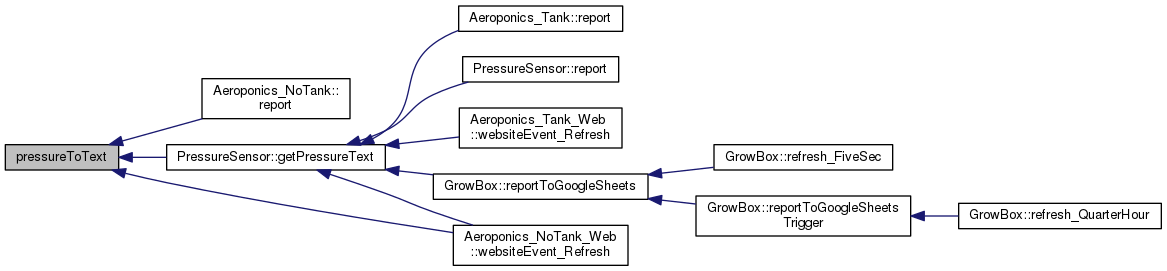 Aeroponics_Tank::report
PressureSensor::report
Aeroponics_NoTank::
report
Aeroponics_Tank_Web
::websiteEvent_Refresh
pressureToText
PressureSensor::getPressureText
GrowBox::refresh_FiveSec
GrowBox::reportToGoogleSheets
GrowBox::reportToGoogleSheets
Trigger
GrowBox::refresh_QuarterHour
Aeroponics_NoTank_Web
::websiteEvent_Refresh